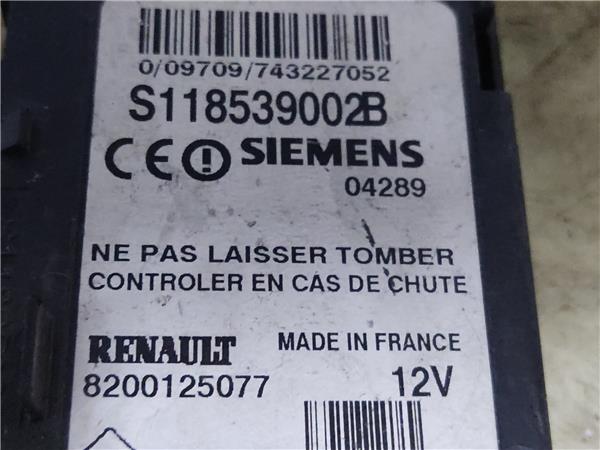 0/09709/743227052
S118539002B
CE SIEMENS
04289
NE PAS LAISSER TOMBER
CONTROLER EN CAS DE CHUTE
RENAULT MADE IN FRANCE
8200125077 12V